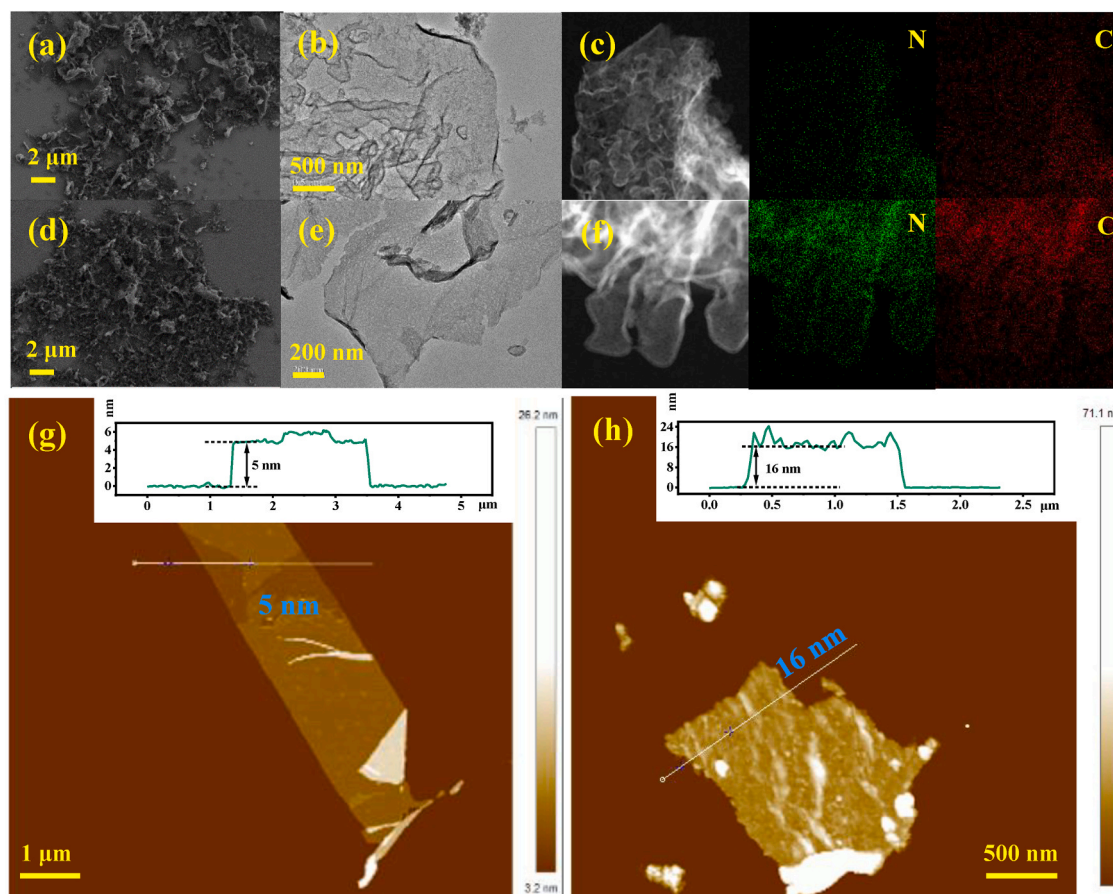 (a)
2 μm
(b)
500 nm
(c)
N
C
(d)
2 μm
(e)
200 nm
(f)
N
C
(g)
nm
6
4
2
0
5 nm
0 1 2 3 4 5 μm
26.2 nm
5 nm
1 μm
3.2 nm
(h)
nm
24
16
8
0
16 nm
0.0 0.5 1.0 1.5 2.0 2.5 μm
71.1 nm
16 nm
500 nm